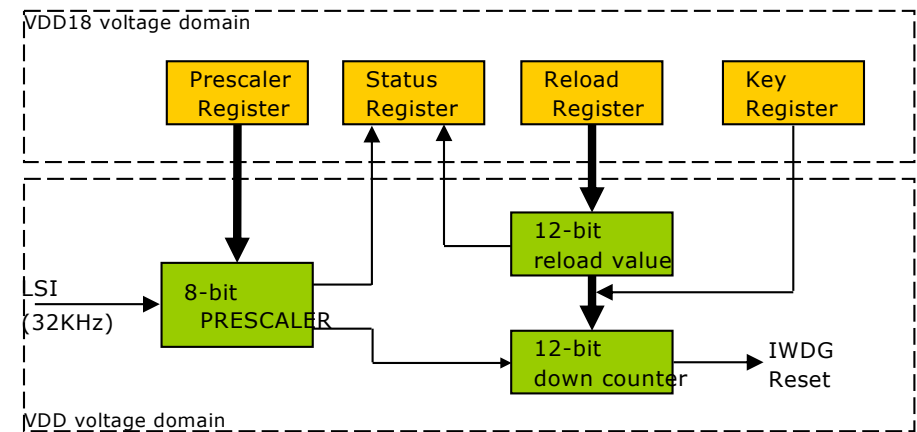 VDD18 voltage domain
Prescaler
Register
Status
Register
Reload
Register
Key
Register
12-bit
reload value
LSI
(32KHz)
8-bit
PRESCALER
12-bit
down counter
IWDG
Reset
VDD voltage domain